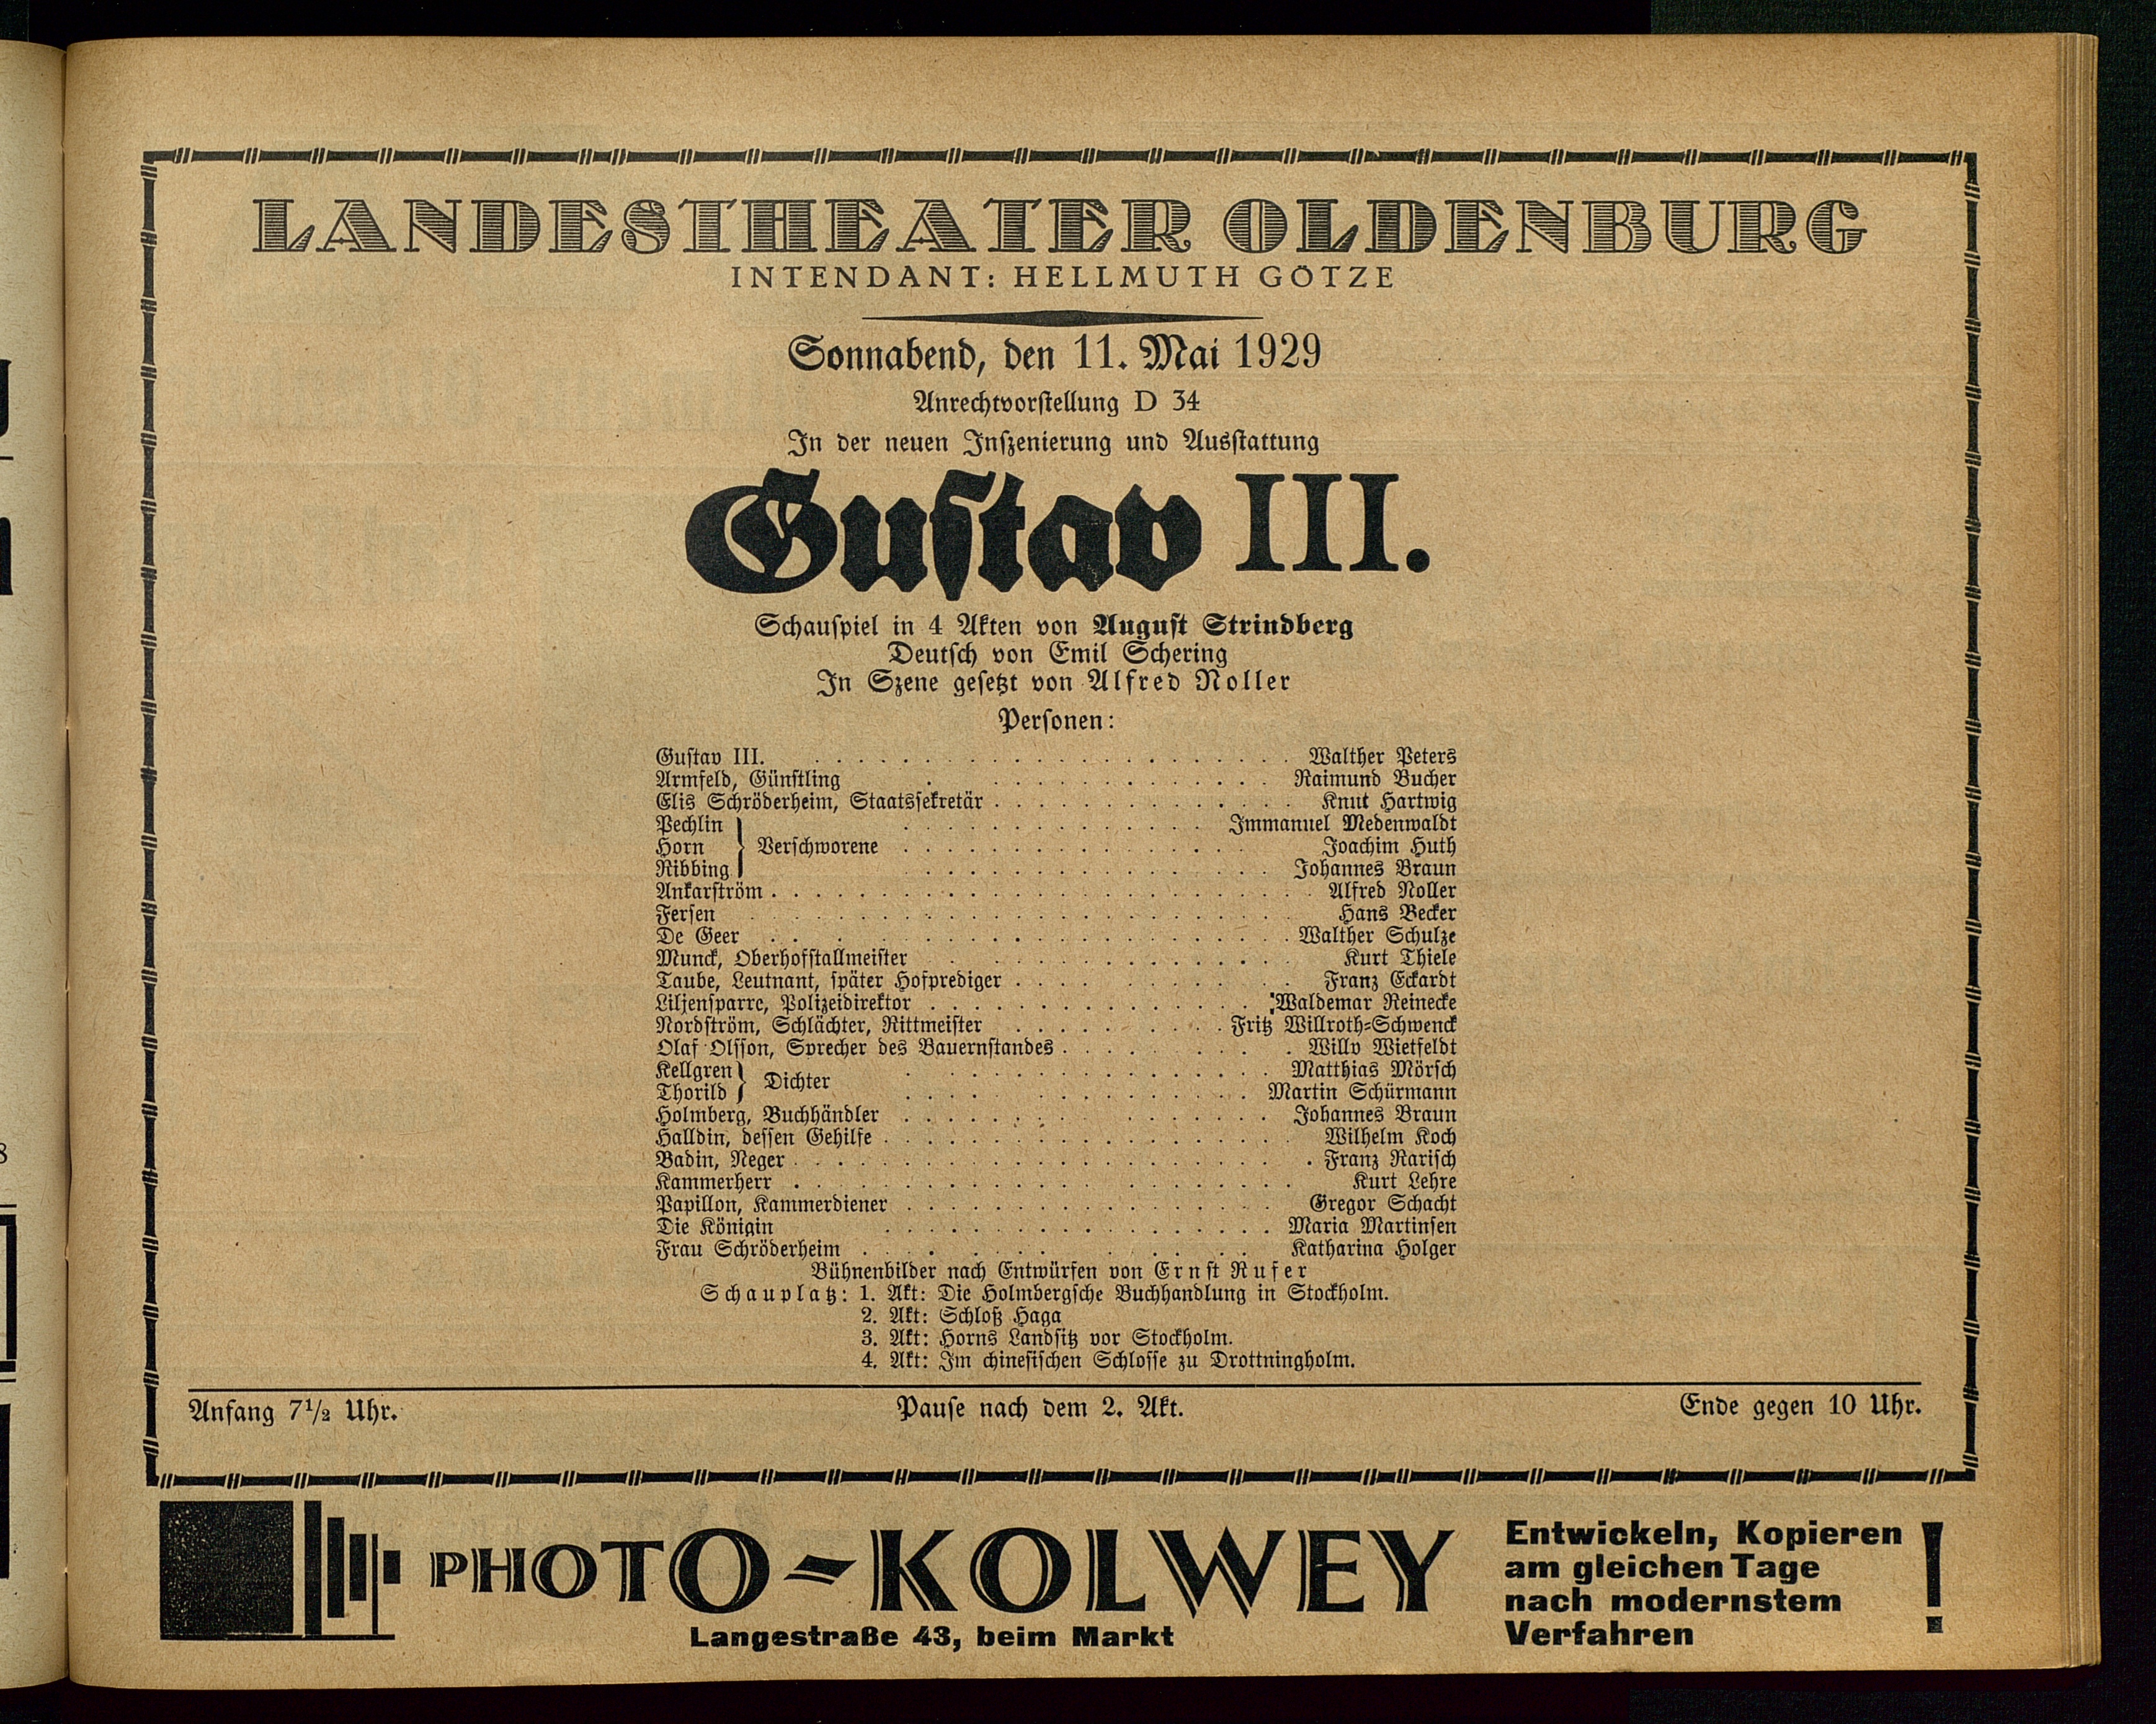 LANDESTHEATER OLDENBURG
INTENDANT: HELLMUTH GÖTZE
Sonnabend, den 11. Mai 1929
Anrechtvorstellung D 34
In der neuen Inszenierung und Ausstattung
Gustav III.
Schauspiel in 4 Akten von August Strindberg
Deutsch von Emil Schering
In Szene gesetzt von Alfred Noller
Personen:
Gustav III. . . . . . . . . . . . Walther Peters
Armfeld, Günstling . . . . . . . . . . . . Raimund Bucher
Elis Schröderheim, Staatssekretär . . . . . . . . . . . . Knut Hartwig
Pechlin . . . . . . . . . . . . Immanuel Medenwaldt
Horn } Verschworene . . . . . . . . . . . . Joachim Huth
Ribbing . . . . . . . . . . . . Johannes Braun
Ankarström . . . . . . . . . . . . Alfred Noller
Fersen . . . . . . . . . . . . Hans Becker
De Geer . . . . . . . . . . . . Walther Schulze
Munck, Oberhofstallmeister . . . . . . . . . . . . Kurt Thiele
Taube, Leutnant, später Hofprediger . . . . . . . . . . . . Franz Eckardt
Liljensparre, Polizeidirektor . . . . . . . . . . . . Waldemar Reinecke
Nordström, Schlächter, Rittmeister . . . . . . . . . . Fritz Willroth-Schwenck
Olaf Olsson, Sprecher des Bauernstandes . . . . . . . . . Willy Wietfeldt
Kellgren . . . . . . . . . . . . Matthias Mörsch
} Dichter
Thorild . . . . . . . . . . . . Martin Schürmann
Holmberg, Buchhändler . . . . . . . . . . . . Johannes Braun
Halldin, dessen Gehilfe . . . . . . . . . . . . Wilhelm Koch
Badin, Neger . . . . . . . . . . . . Franz Rarisch
Kammerherr . . . . . . . . . . . . Kurt Lehre
Papillon, Kammerdiener . . . . . . . . . . . . Gregor Schacht
Die Königin . . . . . . . . . . . . Maria Martinsen
Frau Schröderheim . . . . . . . . . . . . Katharina Holger
Bühnenbilder nach Entwürfen von Ernst Rufer
Schauplatz: 1. Akt: Die Holmbergsche Buchhandlung in Stockholm.
2. Akt: Schloß Haga
3. Akt: Horns Landsitz vor Stockholm.
4. Akt: Im chinesischen Schlosse zu Drottningholm.
Anfang 7½ Uhr. Pause nach dem 2. Akt. Ende gegen 10 Uhr.
PHOTO-KOLWEY
Langestraße 43, beim Markt
Entwickeln, Kopieren
am gleichen Tage
nach modernstem
Verfahren !